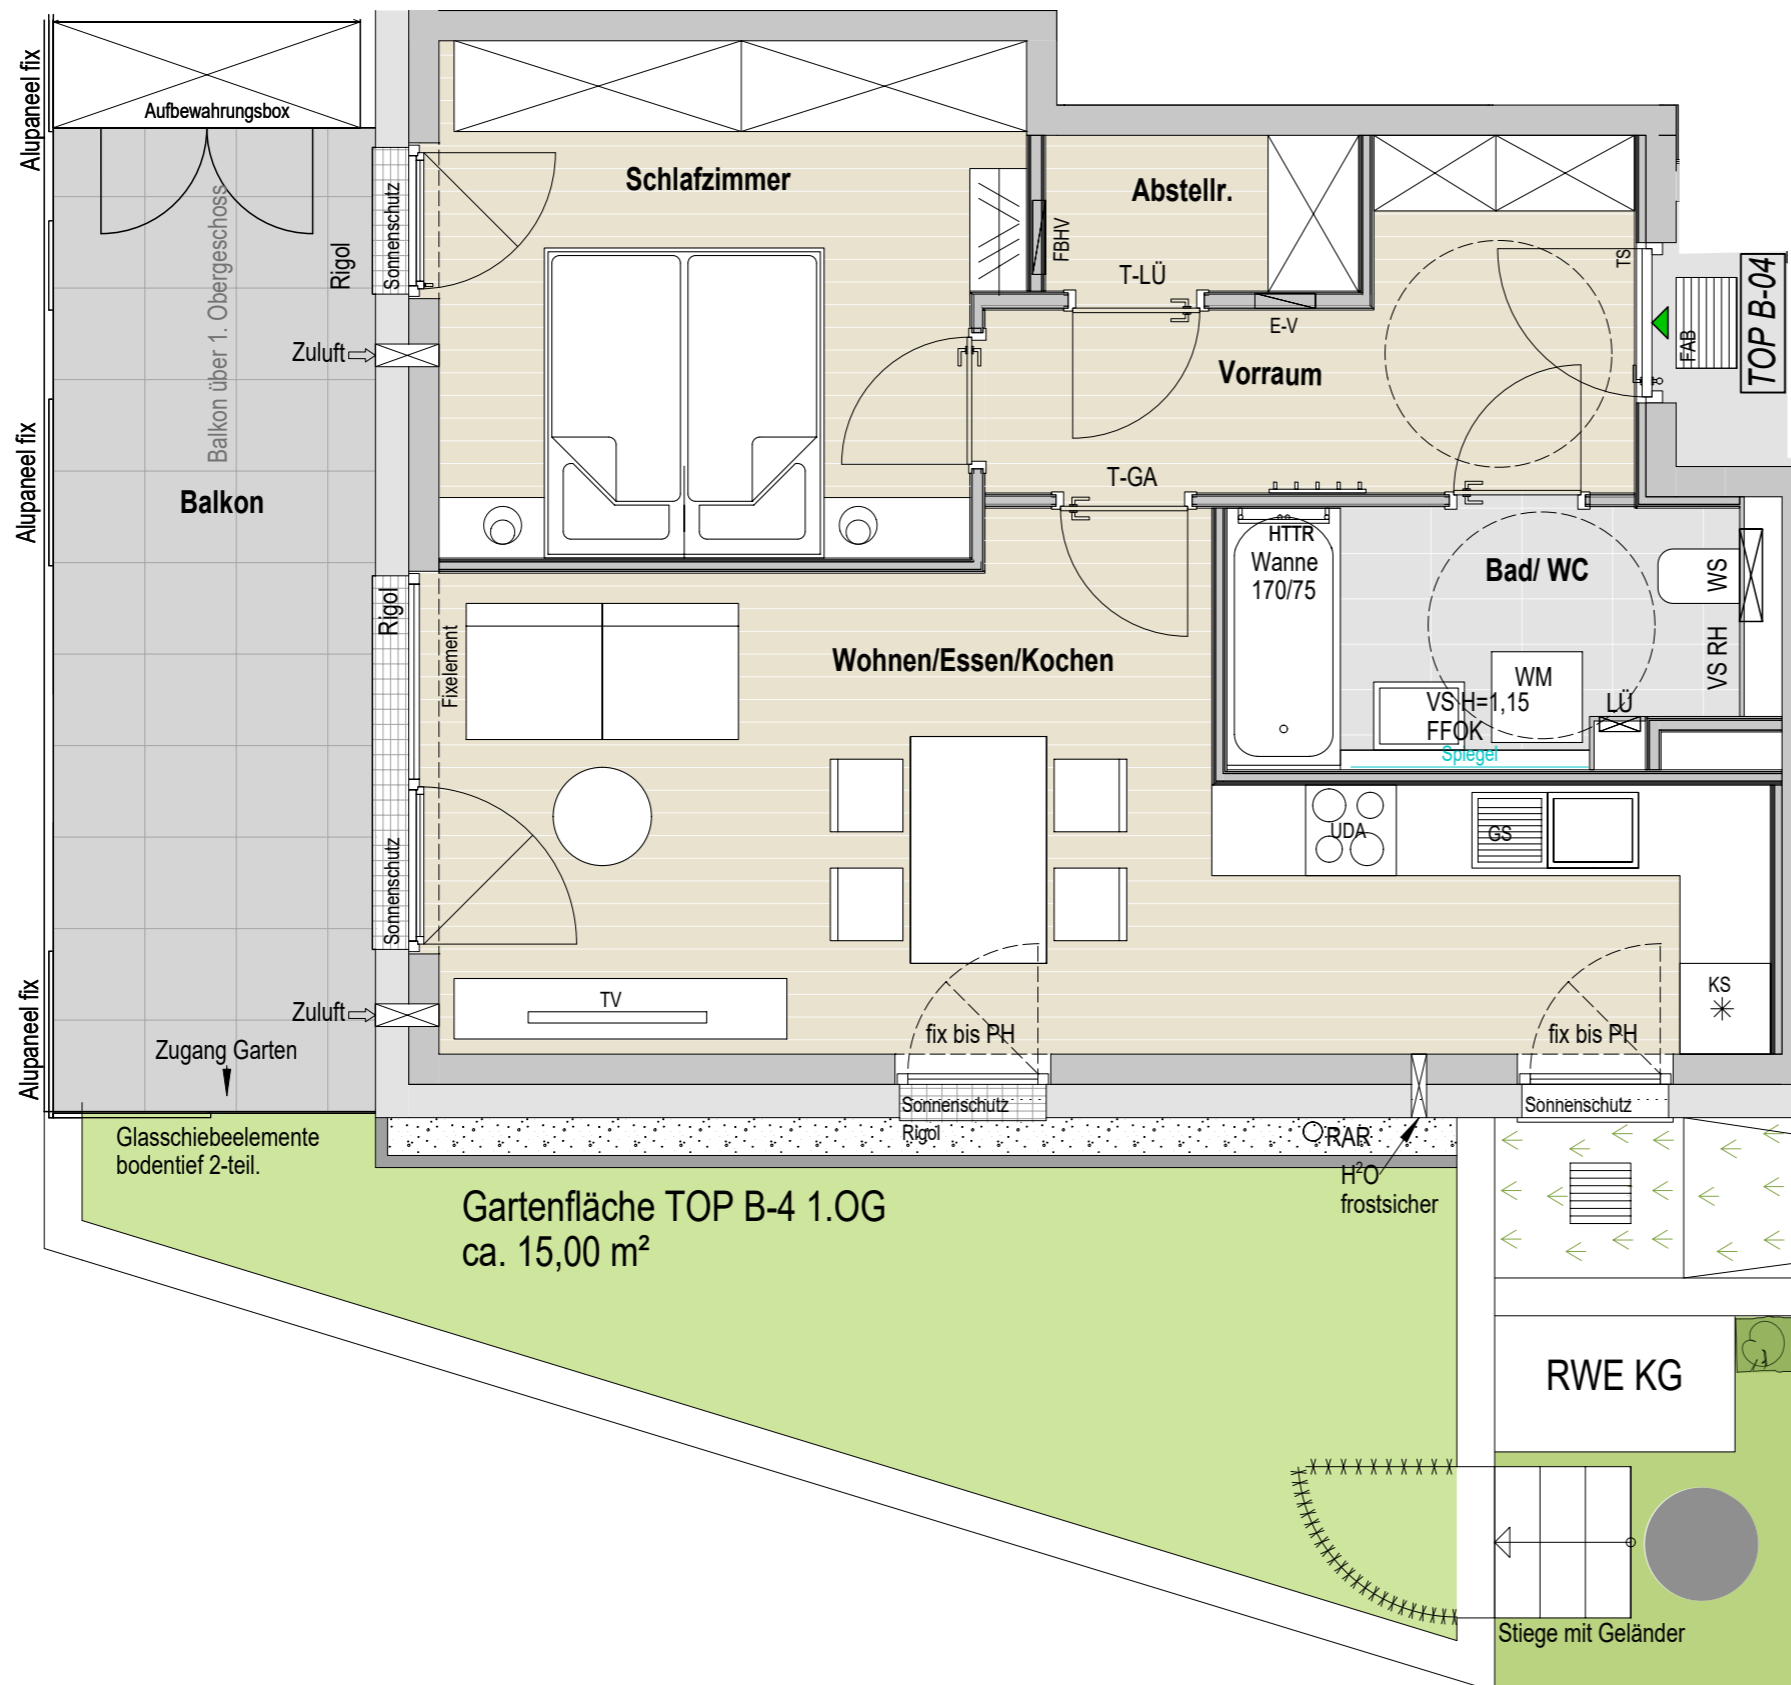 Alupaneel fix
Aufbewahrungsbox
Schlafzimmer
Abstellr.
Sonnenschutz
Rigol
Balkon über 1. Obergeschoss
FBHV
T-LÜ
TS
E-V
FAB
TOP B-04
Zuluft
Vorraum
Alupaneel fix
Balkon
T-GA
HTTR
Wanne
170/75
Bad/ WC
WS
Rigol
Fixelement
Wohnen/Essen/Kochen
VS RH
WM
VS H=1,15
FFOK
LÜ
Spiegel
UDA
GS
Sonnenschutz
Alupaneel fix
Zuluft
TV
KS
fix bis PH
fix bis PH
Zugang Garten
Sonnenschutz
Sonnenschutz
Rigol
RAR
Glasschiebeelemente
bodentief 2-teil.
H²O
frostsicher
Gartenfläche TOP B-4 1.OG
ca. 15,00 m²
RWE KG
Stiege mit Geländer